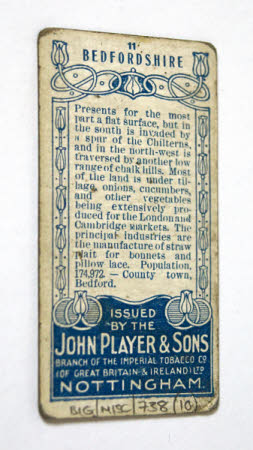 11
BEDFORDSHIRE
Presents for the most
part a flat surface, but in
the south is invaded by
a spur of the Chilterns,
and in the north-west is
traversed by another low
range of chalk hills. Most
of the land is under til-
lage, onions, cucumbers,
and other vegetables
being extensively pro-
duced for the London and
Cambridge markets. The
principal industries are
the manufacture of straw
plait for bonnets and
pillow lace. Population,
174,972. — County town,
Bedford.
ISSUED
BY THE
JOHN PLAYER & SONS
BRANCH OF THE IMPERIAL TOBACCO CO
(OF GREAT BRITAIN & IRELAND) LTD
NOTTINGHAM.
BIG/MISC/738 (10)